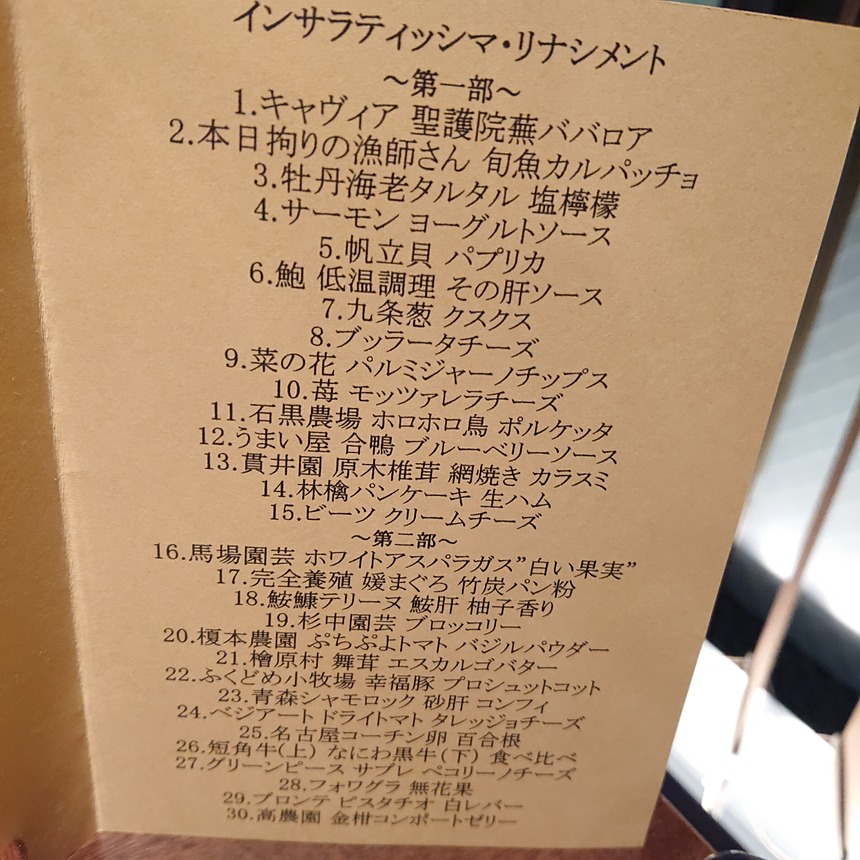 インサラティッシマ・リナシメント
～第一部～
1.キャヴィア 聖護院蕪ババロア
2.本日拘りの漁師さん 旬魚カルパッチョ
3.牡丹海老タルタル 塩檸檬
4.サーモン ヨーグルトソース
5.帆立貝 パプリカ
6.鮑 低温調理 その肝ソース
7.九条葱 クスクス
8.ブッラータチーズ
9.菜の花 パルミジャーノチップス
10.苺 モッツァレラチーズ
11.石黒農場 ホロホロ鳥 ポルケッタ
12.うまい屋 合鴨 ブルーベリーソース
13.貫井園 原木椎茸 網焼き カラスミ
14.林檎パンケーキ 生ハム
15.ビーツ クリームチーズ
～第二部～
16.馬場園芸 ホワイトアスパラガス”白い果実”
17.完全養殖 媛まぐろ 竹炭パン粉
18.鮟鱇テリーヌ 鮟肝 柚子香り
19.杉中園芸 ブロッコリー
20.榎本農園 ぷちぷよトマト バジルパウダー
21.檜原村 舞茸 エスカルゴバター
22.ふくどめ小牧場 幸福豚 プロシュットコット
23.青森シャモロック 砂肝 コンフィ
24.ベジアート ドライトマト タレッジョチーズ
25.名古屋コーチン卵 百合根
26.短角牛(上) なにわ黒牛(下) 食べ比べ
27.グリーンピース サブレ ペコリーノチーズ
28.フォワグラ 無花果
29.ブロンテ ピスタチオ 白レバー
30.高農園 金柑コンポートゼリー